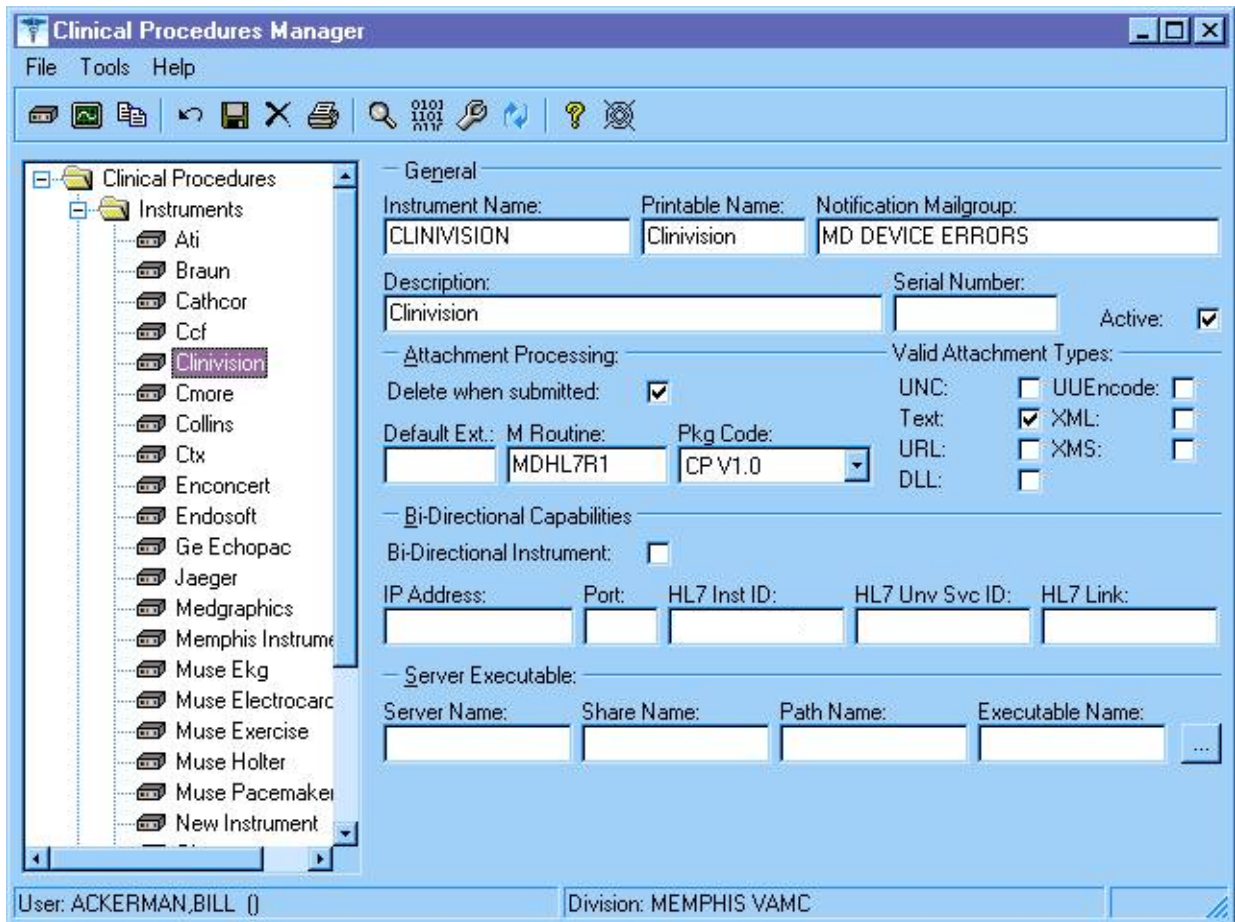 Clinical Procedures Manager
File Tools Help
0101
1101
Clinical Procedures
Instruments
Ati
Braun
Cathcor
Ccf
Clinivision
Cmore
Collins
Ctx
Enconcert
Endosoft
Ge Echopac
Jaeger
Medgraphics
Memphis Instrume
Muse Ekg
Muse Electrocard
Muse Exercise
Muse Holter
Muse Pacemaker
New Instrument
General
Instrument Name: Printable Name: Notification Mailgroup:
CLINIVISION Clinivision MD DEVICE ERRORS
Description: Serial Number:
Clinivision
Active:
Attachment Processing: Valid Attachment Types:
Delete when submitted: UNC: UUEncode:
Text: XML:
Default Ext.: M Routine: Pkg Code: URL: XMS:
MDHL7R1 CP V1.0
DLL:
Bi-Directional Capabilities
Bi-Directional Instrument:
IP Address: Port: HL7 Inst ID: HL7 Unv Svc ID: HL7 Link:
Server Executable:
Server Name: Share Name: Path Name: Executable Name:
...
User: ACKERMAN,BILL () Division: MEMPHIS VAMC